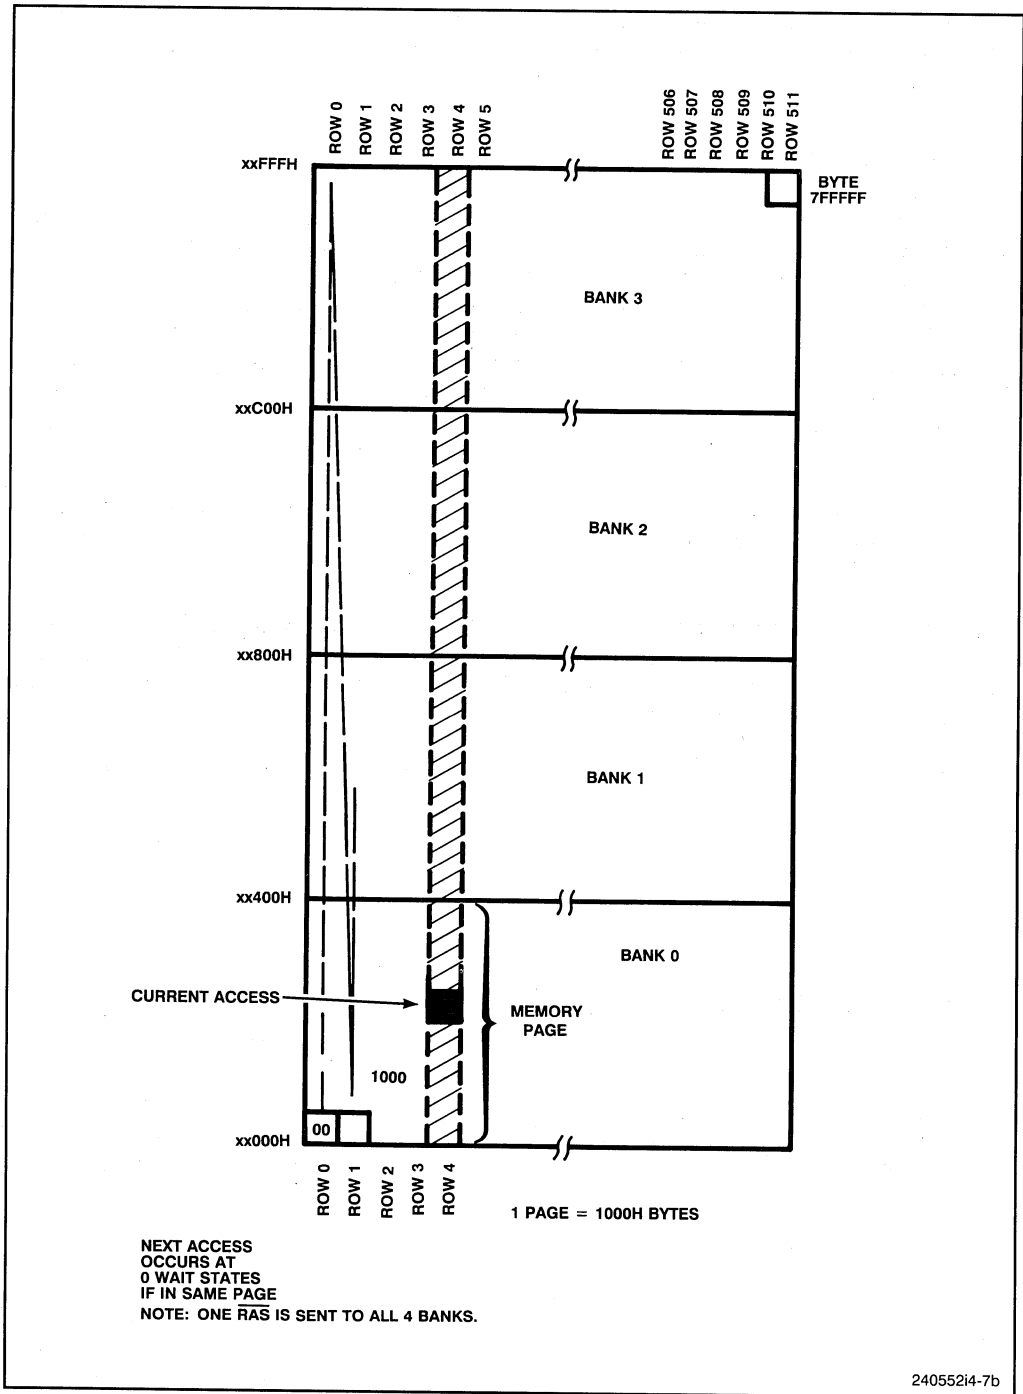 ROW 0
ROW 1
ROW 2
ROW 3
ROW 4
ROW 5
ROW 506
ROW 507
ROW 508
ROW 509
ROW 510
ROW 511
xxFFFH
BYTE
7FFFFF
BANK 3
xxC00H
BANK 2
xx800H
BANK 1
xx400H
BANK 0
CURRENT ACCESS
MEMORY
PAGE
1000
00
xx000H
ROW 0
ROW 1
ROW 2
ROW 3
ROW 4
1 PAGE = 1000H BYTES
NEXT ACCESS
OCCURS AT
0 WAIT STATES
IF IN SAME PAGE
NOTE: ONE R̅A̅S̅ IS SENT TO ALL 4 BANKS.
240552i4-7b